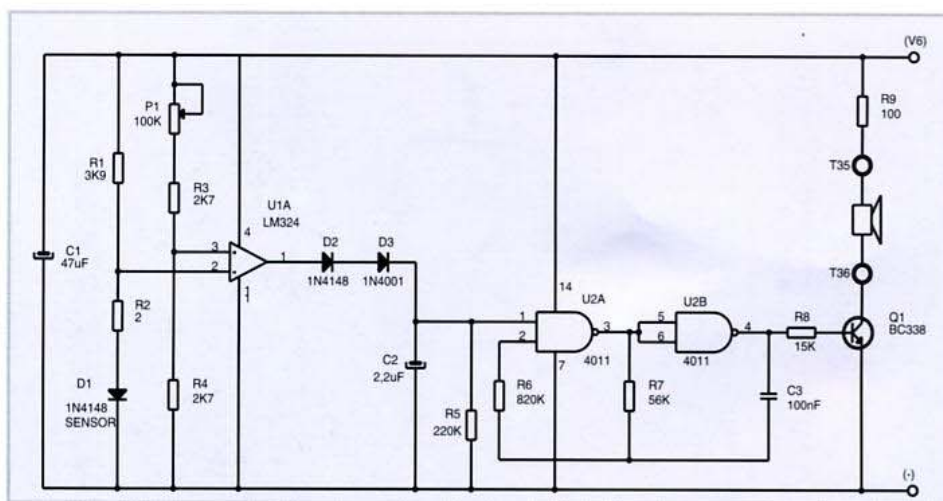 (V6)
P1
100K
R9
100
R1
3K9
T35
R3
2K7
U1A
LM324
4
C1
47uF
3
2
1
D2
1N4148
D3
1N4001
T36
R2
2
1
1
14
U2A
U2B
Q1
BC338
1
2
3
5
6
4
R8
15K
4011
4011
7
D1
1N4148
SENSOR
R4
2K7
C2
2,2uF
R5
220K
R6
820K
R7
56K
C3
100nF
(-)